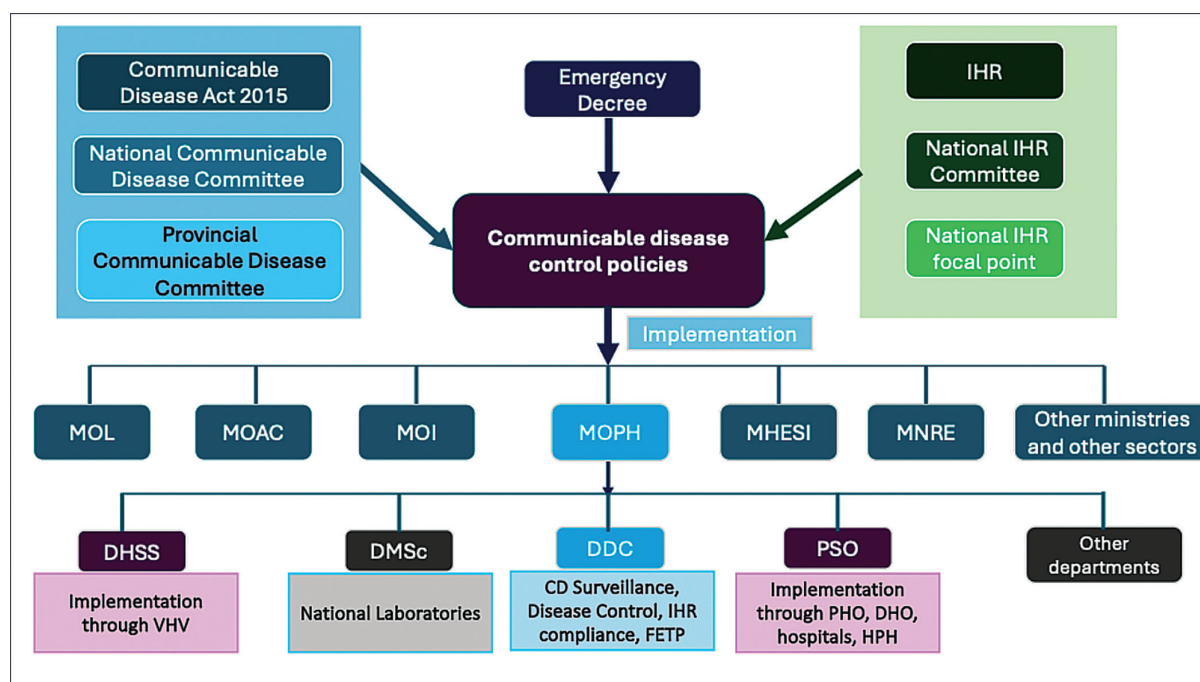 Communicable
Disease Act 2015
National Communicable
Disease Committee
Provincial
Communicable Disease
Committee
Emergency
Decree
IHR
National IHR
Committee
National IHR
focal point
Communicable disease
control policies
Implementation
MOL
MOAC
MOI
MOPH
MHESI
MNRE
Other ministries
and other sectors
DHSS
Implementation
through VHV
DMSc
National Laboratories
DDC
CD Surveillance,
Disease Control, IHR
compliance, FETP
PSO
Implementation
through PHO, DHO,
hospitals, HPH
Other
departments